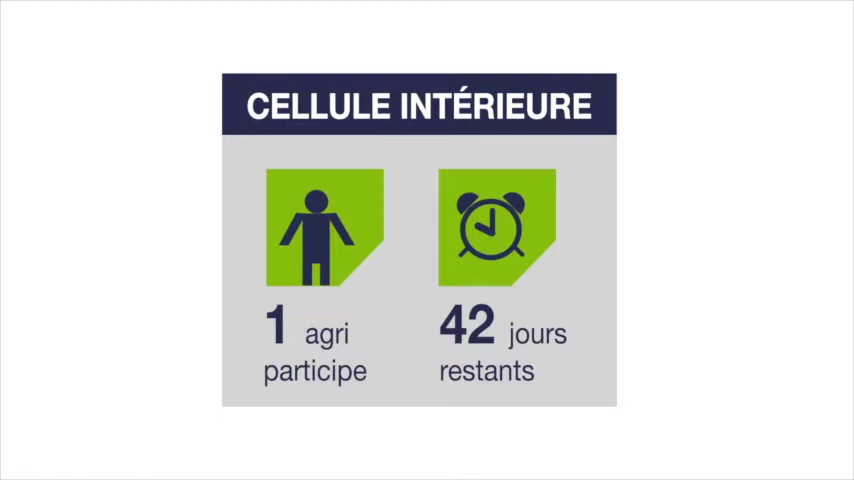 CELLULE INTÉRIEURE
1 agri
participe
42 jours
restants